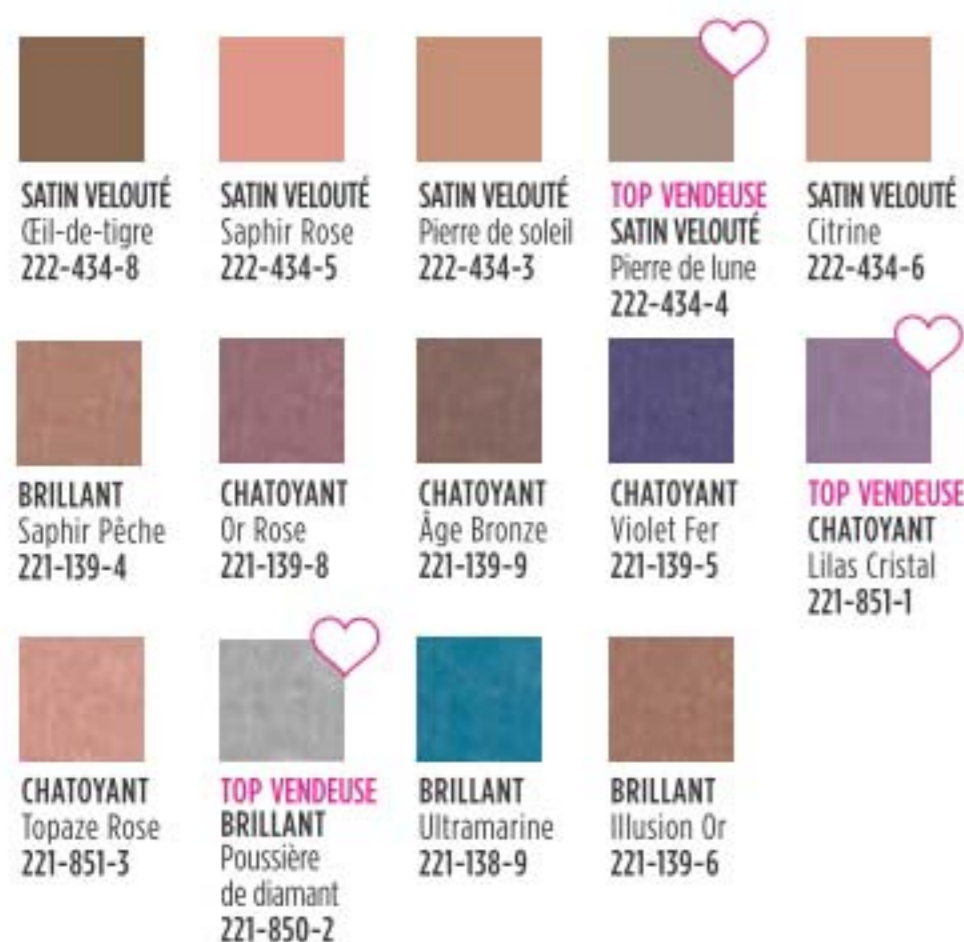 SATIN VELOUTÉ
Œil-de-tigre
222-434-8
SATIN VELOUTÉ
Saphir Rose
222-434-5
SATIN VELOUTÉ
Pierre de soleil
222-434-3
TOP VENDEUSE
SATIN VELOUTÉ
Pierre de lune
222-434-4
SATIN VELOUTÉ
Citrine
222-434-6
BRILLANT
Saphir Pêche
221-139-4
CHATOYANT
Or Rose
221-139-8
CHATOYANT
Âge Bronze
221-139-9
CHATOYANT
Violet Fer
221-139-5
TOP VENDEUSE
CHATOYANT
Lilas Cristal
221-851-1
CHATOYANT
Topaze Rose
221-851-3
TOP VENDEUSE
BRILLANT
Poussière
de diamant
221-850-2
BRILLANT
Ultramarine
221-138-9
BRILLANT
Illusion Or
221-139-6